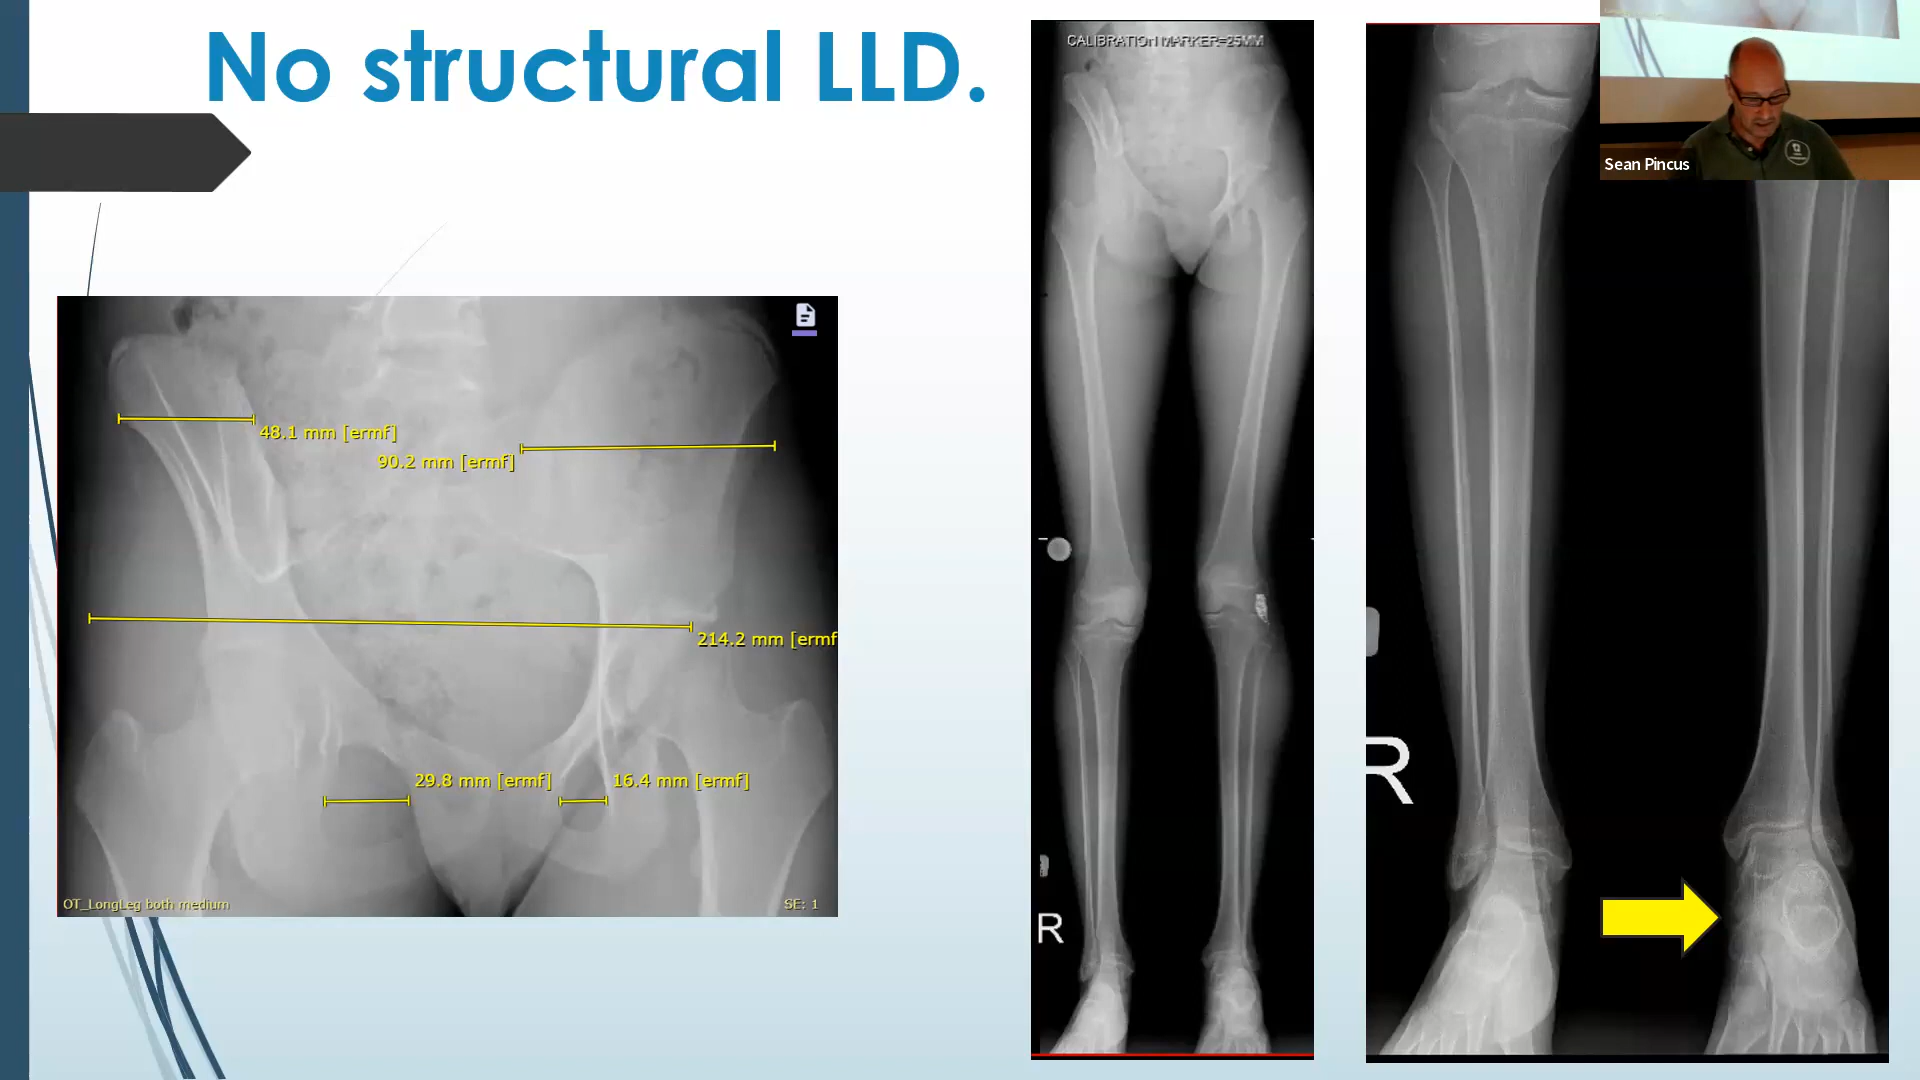 No structural LLD.
CALIBRATION MARKER=25MM
Sean Pincus
48.1 mm [ermf]
90.2 mm [ermf]
214.2 mm [ermf
29.8 mm [ermf]
16.4 mm [ermf]
OT_LongLeg both medium
SE: 1
R
R